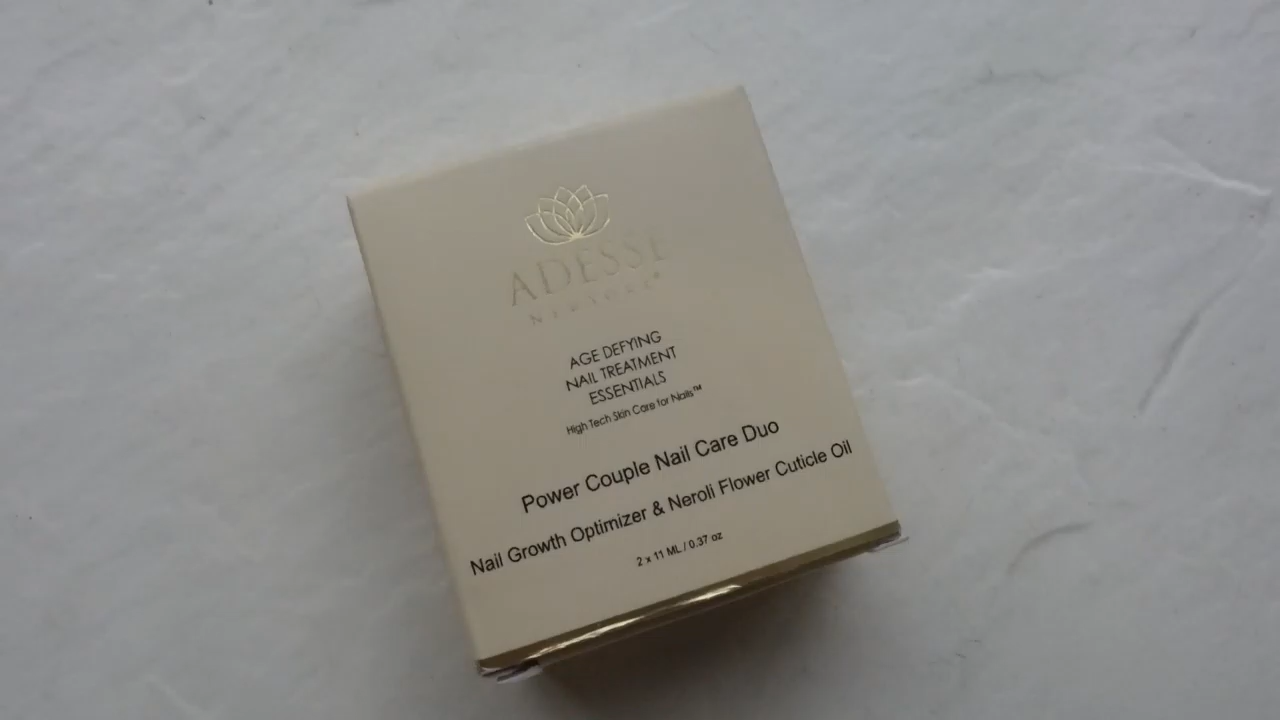 ADESSE
NEW YORK®
AGE DEFYING
NAIL TREATMENT
ESSENTIALS
High Tech Skin Care for Nails™
Power Couple Nail Care Duo
Nail Growth Optimizer & Neroli Flower Cuticle Oil
2 x 11 ML / 0.37 oz